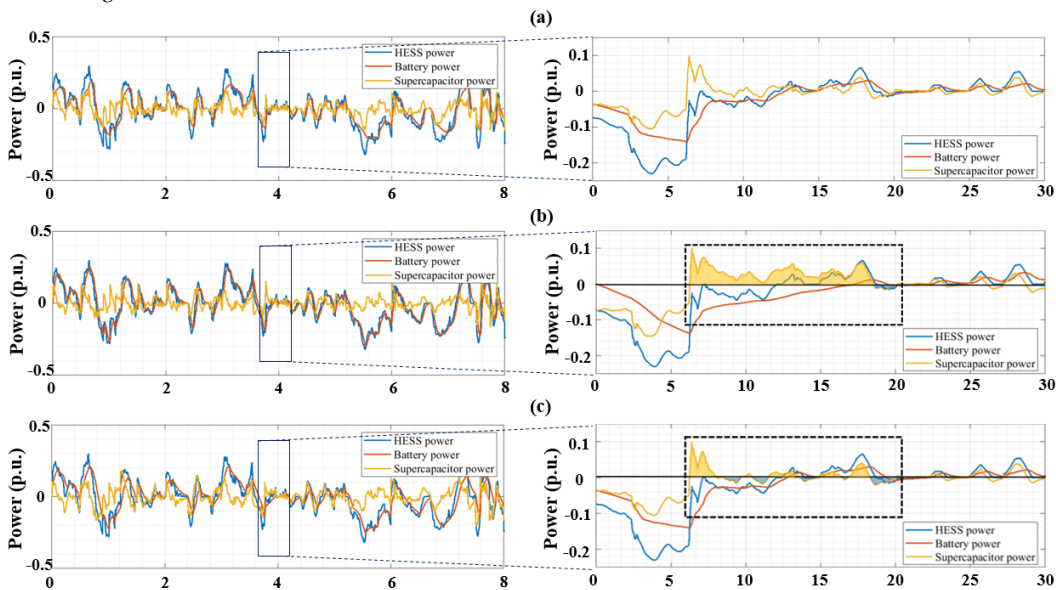 (a)
0.5
0
-0.5
Power (p.u.)
HESS power
Battery power
Supercapacitor power
0 2 4 6 8
0.1
0
-0.1
-0.2
Power (p.u.)
HESS power
Battery power
Supercapacitor power
0 5 10 15 20 25 30
(b)
0.5
0
-0.5
Power (p.u.)
HESS power
Battery power
Supercapacitor power
0 2 4 6 8
0.1
0
-0.1
-0.2
Power (p.u.)
HESS power
Battery power
Supercapacitor power
0 5 10 15 20 25 30
(c)
0.5
0
-0.5
Power (p.u.)
HESS power
Battery power
Supercapacitor power
0 2 4 6 8
0.1
0
-0.1
-0.2
Power (p.u.)
HESS power
Battery power
Supercapacitor power
0 5 10 15 20 25 30